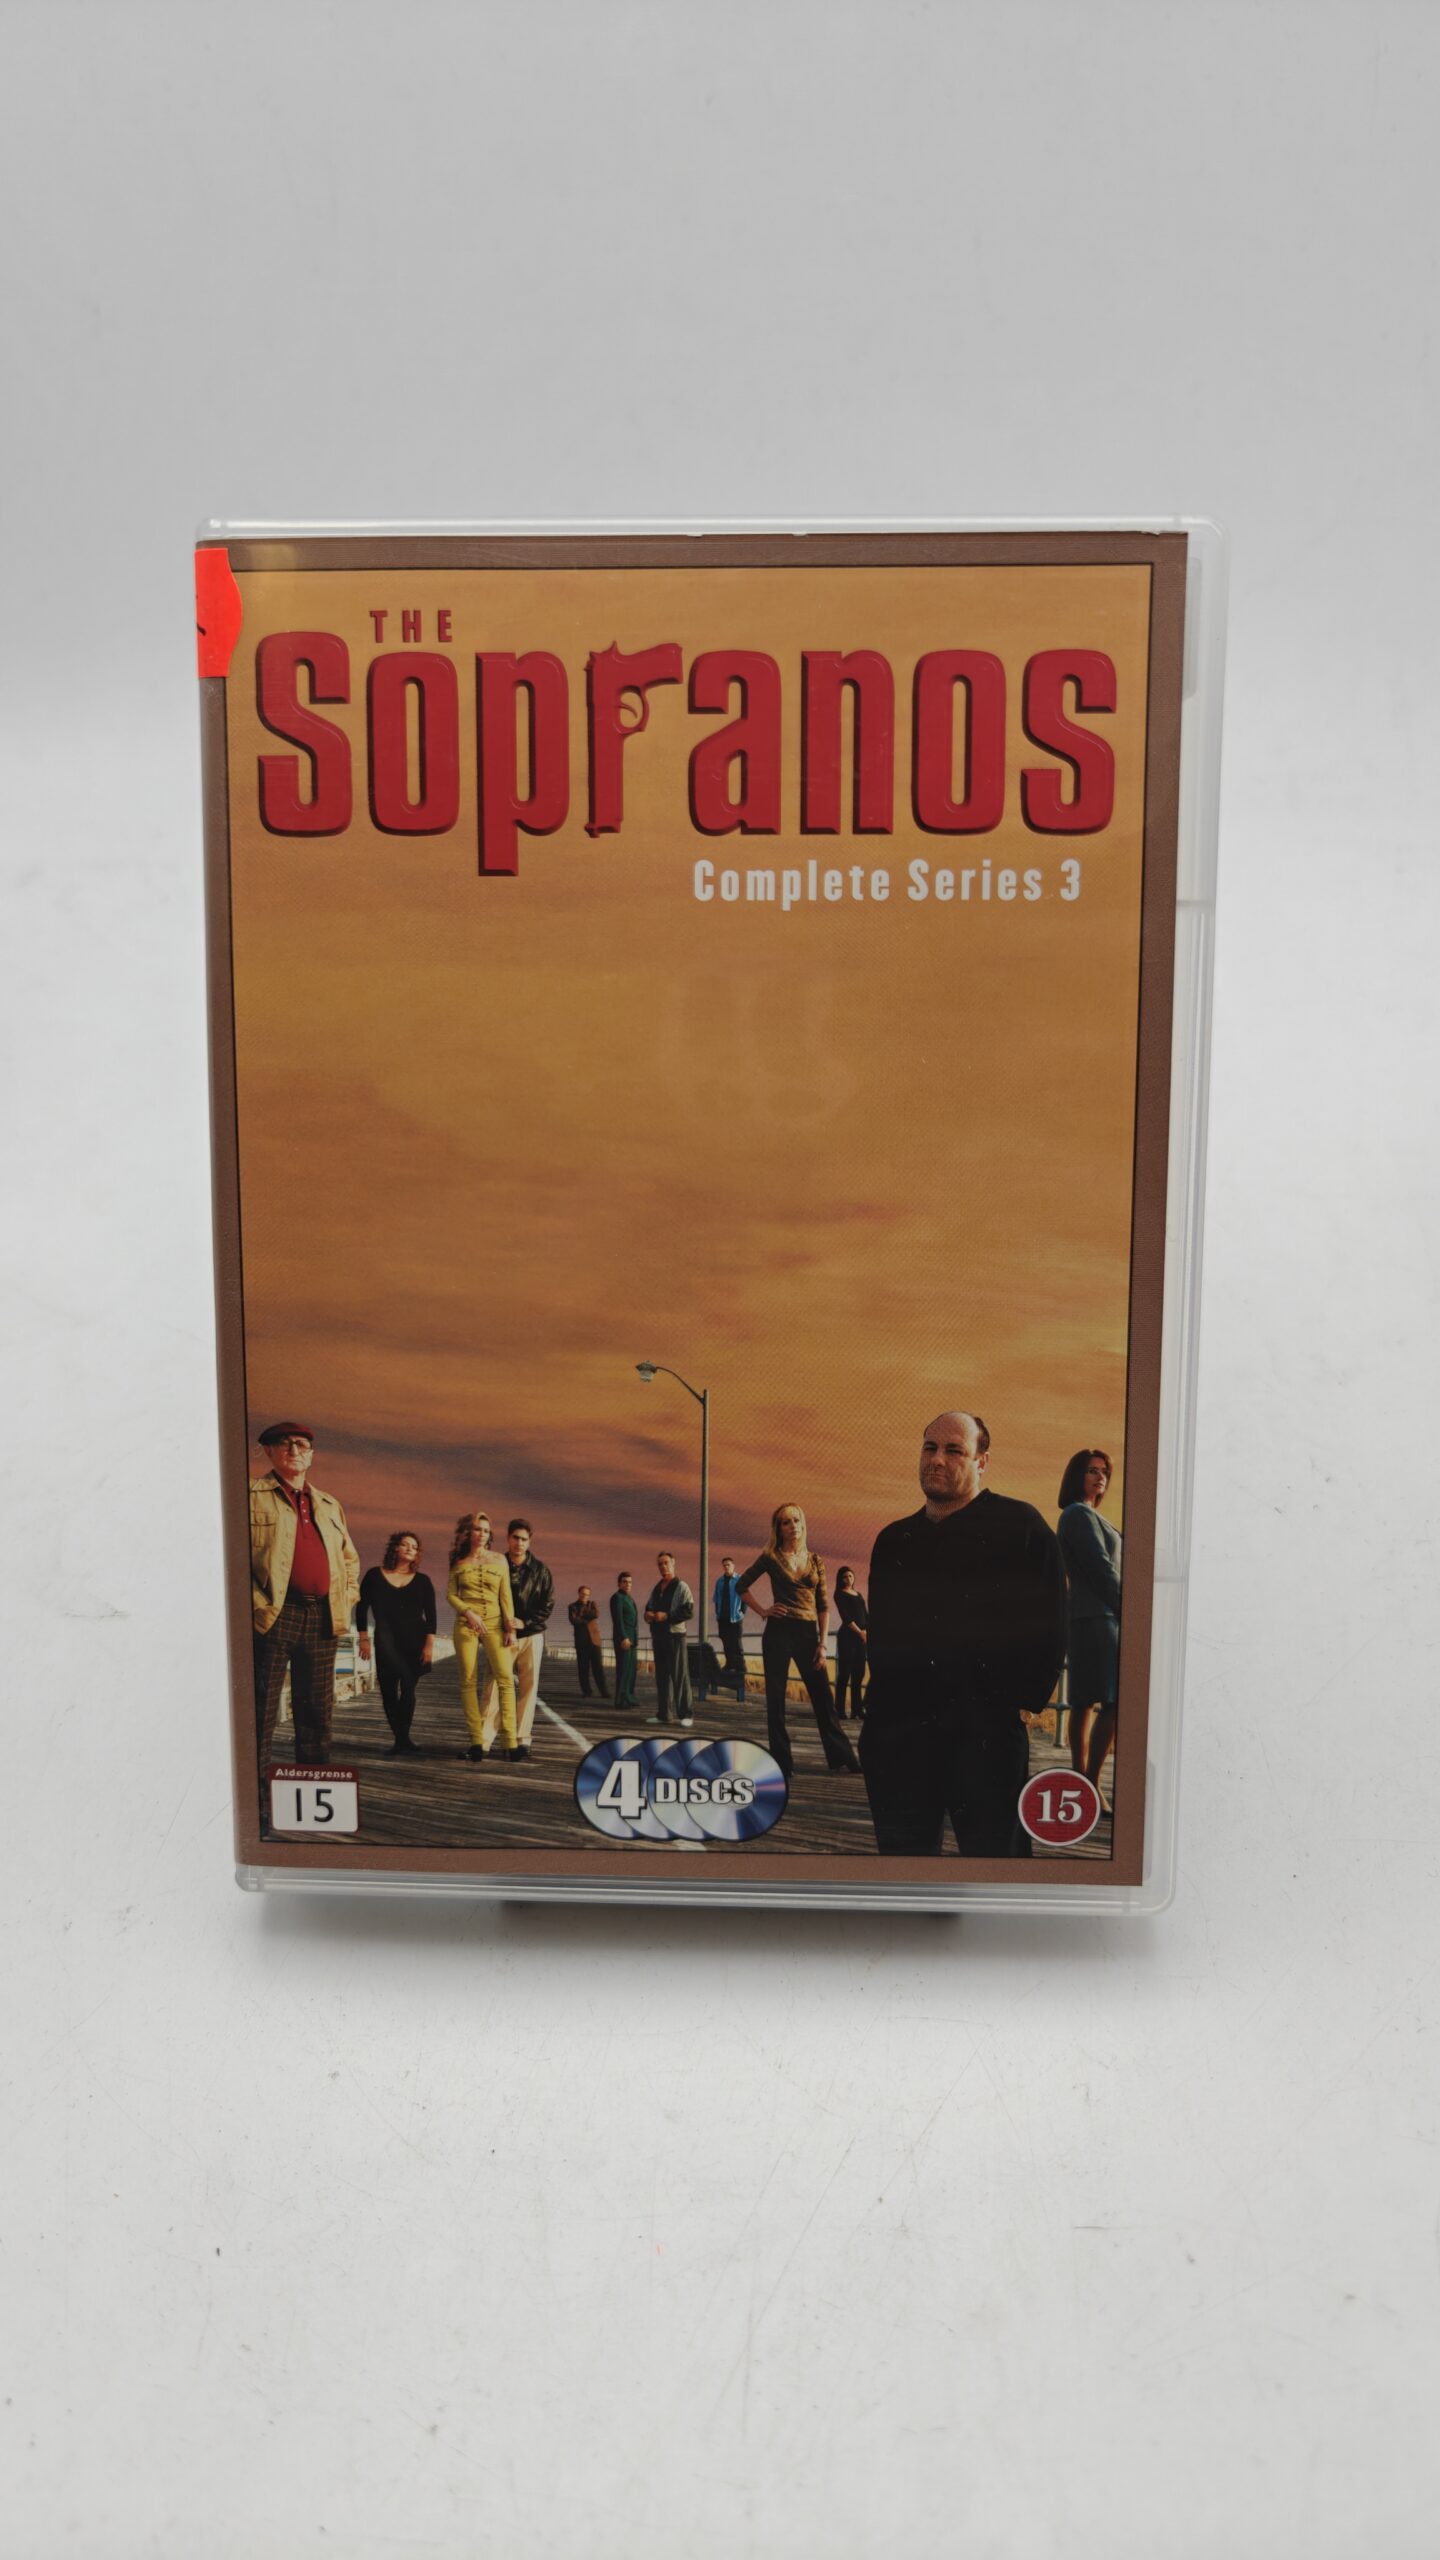 THE
Sopranos
Complete Series 3
Aldersgrense
15
4 DISCS
15